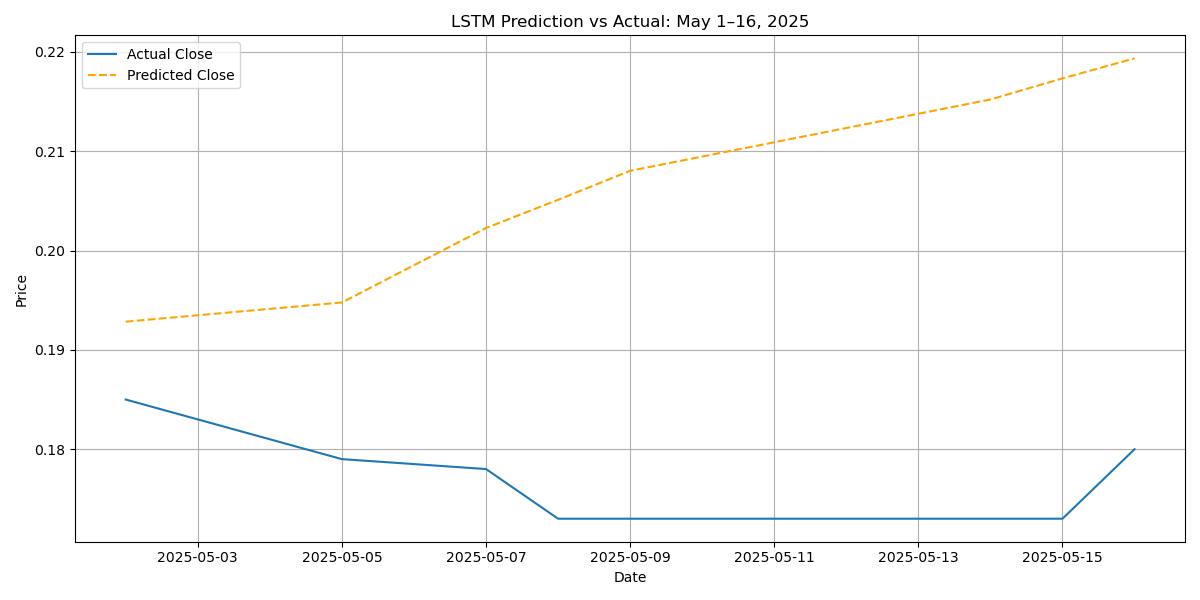 LSTM Prediction vs Actual: May 1–16, 2025
Actual Close
Predicted Close
0.22
0.21
0.20
0.19
0.18
Price
2025-05-03
2025-05-05
2025-05-07
2025-05-09
2025-05-11
2025-05-13
2025-05-15
Date